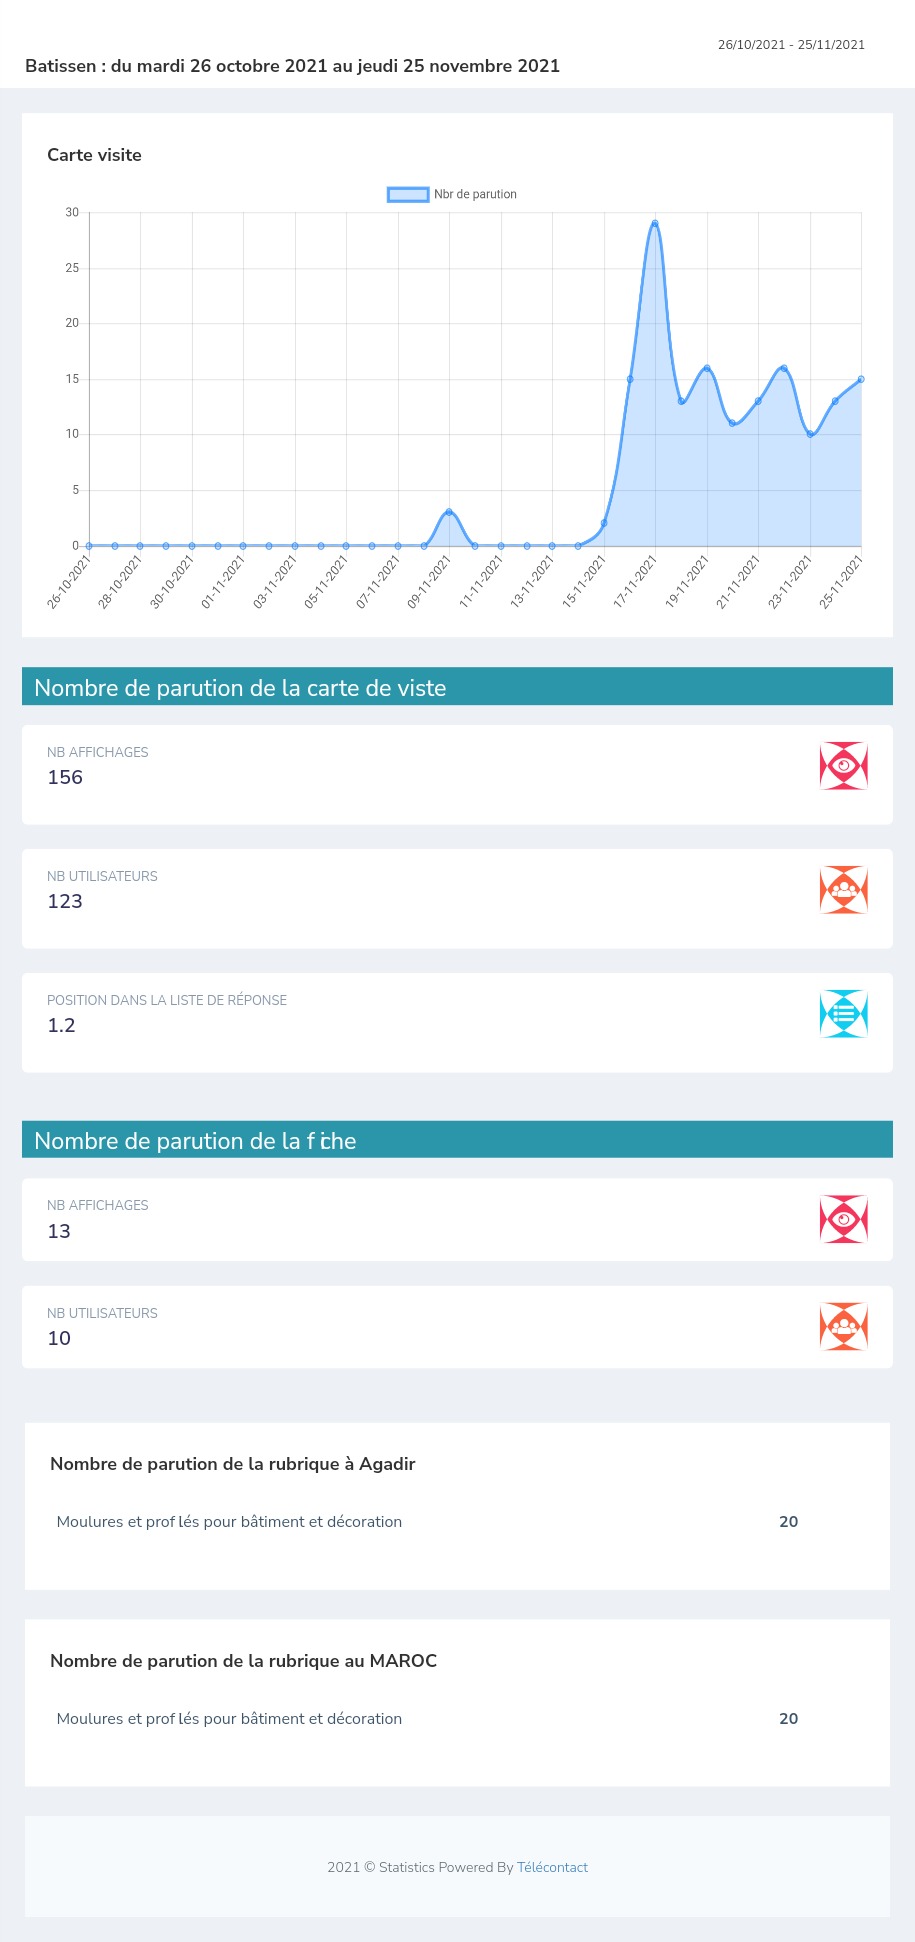 26/10/2021 - 25/11/2021
Batissen : du mardi 26 octobre 2021 au jeudi 25 novembre 2021
Carte visite
Nbr de parution
30
25
20
15
10
5
0
26-10-2021
28-10-2021
30-10-2021
01-11-2021
03-11-2021
05-11-2021
07-11-2021
09-11-2021
11-11-2021
13-11-2021
15-11-2021
17-11-2021
19-11-2021
21-11-2021
23-11-2021
25-11-2021
Nombre de parution de la carte de viste
NB AFFICHAGES
156
NB UTILISATEURS
123
POSITION DANS LA LISTE DE RÉPONSE
1.2
Nombre de parution de la fiche
NB AFFICHAGES
13
NB UTILISATEURS
10
Nombre de parution de la rubrique à Agadir
Moulures et profilés pour bâtiment et décoration 20
Nombre de parution de la rubrique au MAROC
Moulures et profilés pour bâtiment et décoration 20
2021 © Statistics Powered By Télécontact